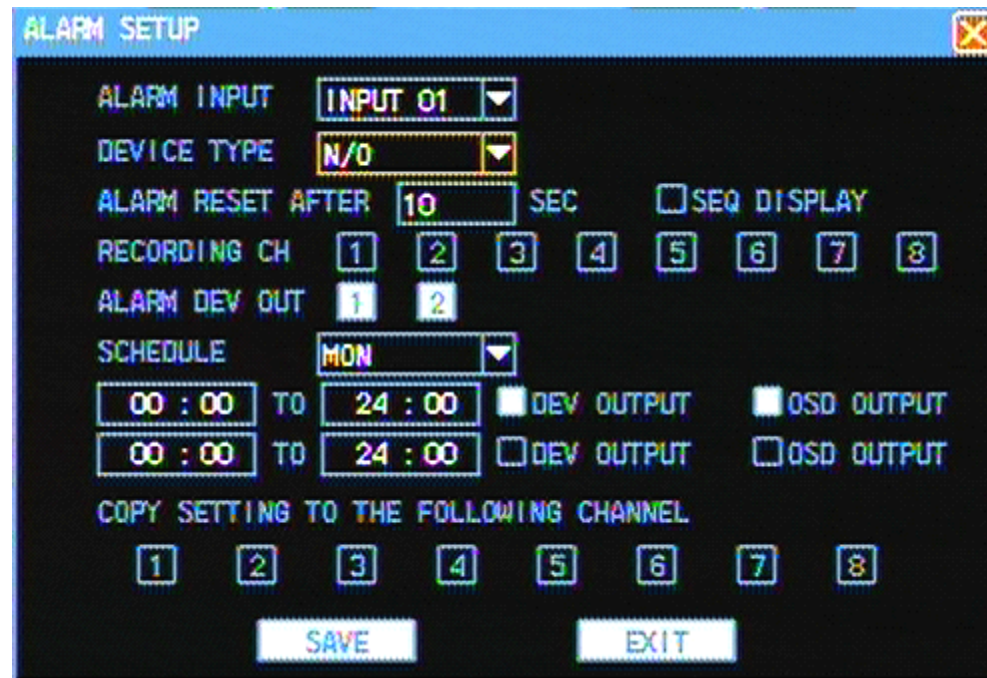 ALARM SETUP
ALARM INPUT INPUT 01
DEVICE TYPE N/O
ALARM RESET AFTER 10 SEC SEQ DISPLAY
RECORDING CH 1 2 3 4 5 6 7 8
ALARM DEV OUT 1 2
SCHEDULE MON
00 : 00 TO 24 : 00 DEV OUTPUT OSD OUTPUT
00 : 00 TO 24 : 00 DEV OUTPUT OSD OUTPUT
COPY SETTING TO THE FOLLOWING CHANNEL
1 2 3 4 5 6 7 8
SAVE EXIT